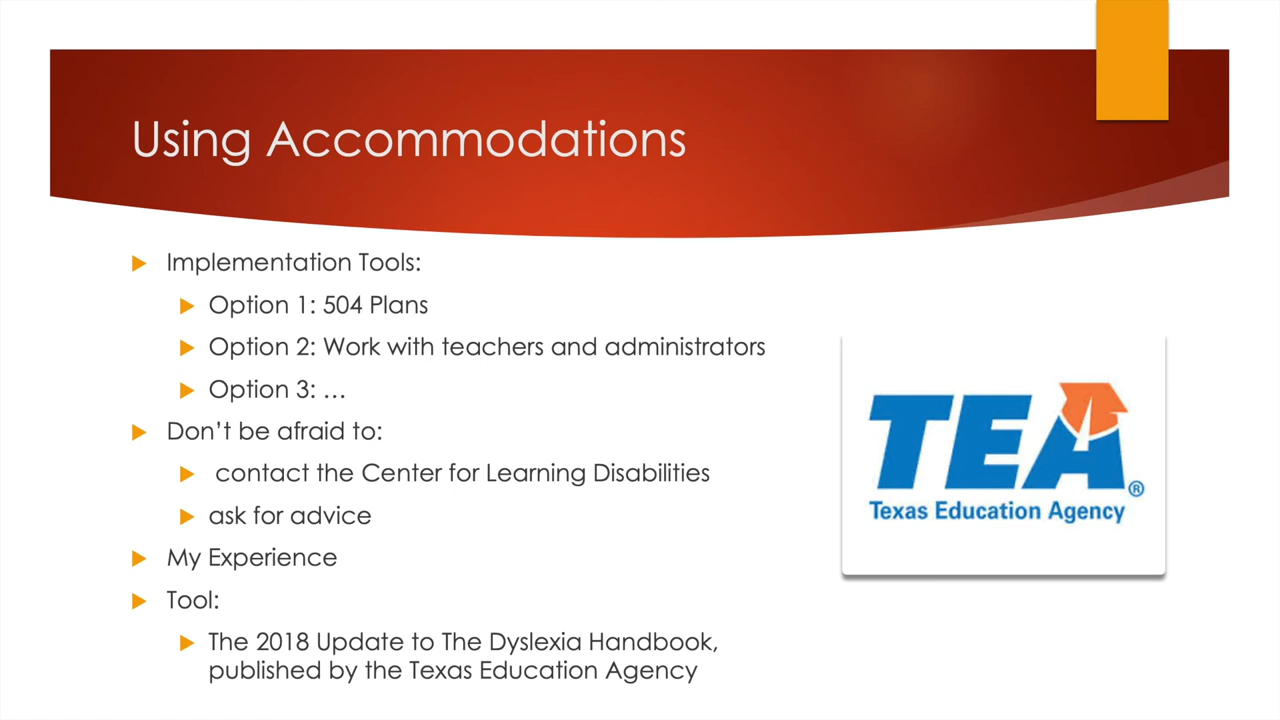 Using Accommodations
Implementation Tools:
Option 1: 504 Plans
Option 2: Work with teachers and administrators
Option 3: …
Don’t be afraid to:
contact the Center for Learning Disabilities
ask for advice
My Experience
Tool:
The 2018 Update to The Dyslexia Handbook,
published by the Texas Education Agency
TEA®
Texas Education Agency